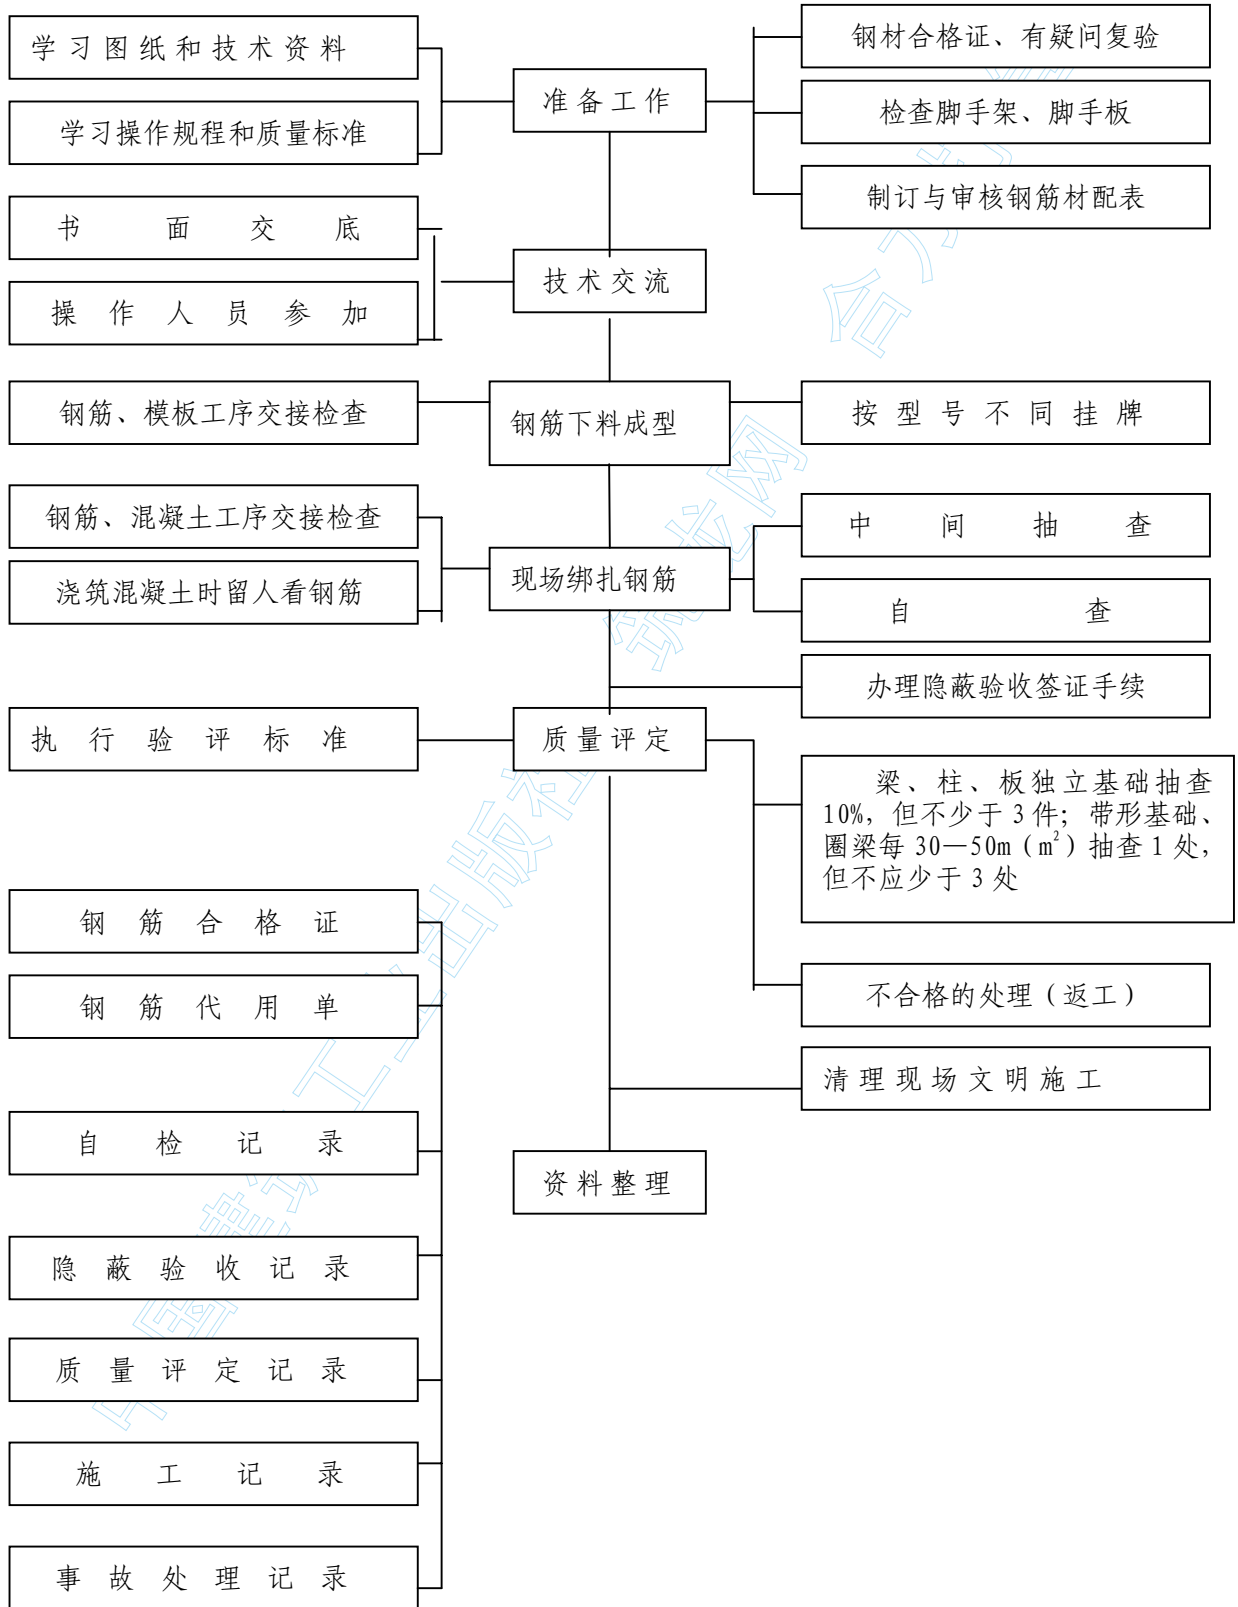 学习图纸和技术资料
钢材合格证、有疑问复验
准备工作
学习操作规程和质量标准
检查脚手架、脚手板
制订与审核钢筋材配表
书面交底
技术交流
操作人员参加
钢筋、模板工序交接检查
钢筋下料成型
按型号不同挂牌
钢筋、混凝土工序交接检查
中间抽查
现场绑扎钢筋
浇筑混凝土时留人看钢筋
自查
办理隐蔽验收签证手续
执行验评标准
质量评定
梁、柱、板独立基础抽查
10%，但不少于3件；带形基础、
圈梁每30—50m（m²）抽查1处，
但不应少于3处
钢筋合格证
钢筋代用单
不合格的处理（返工）
清理现场文明施工
自检记录
资料整理
隐蔽验收记录
质量评定记录
施工记录
事故处理记录